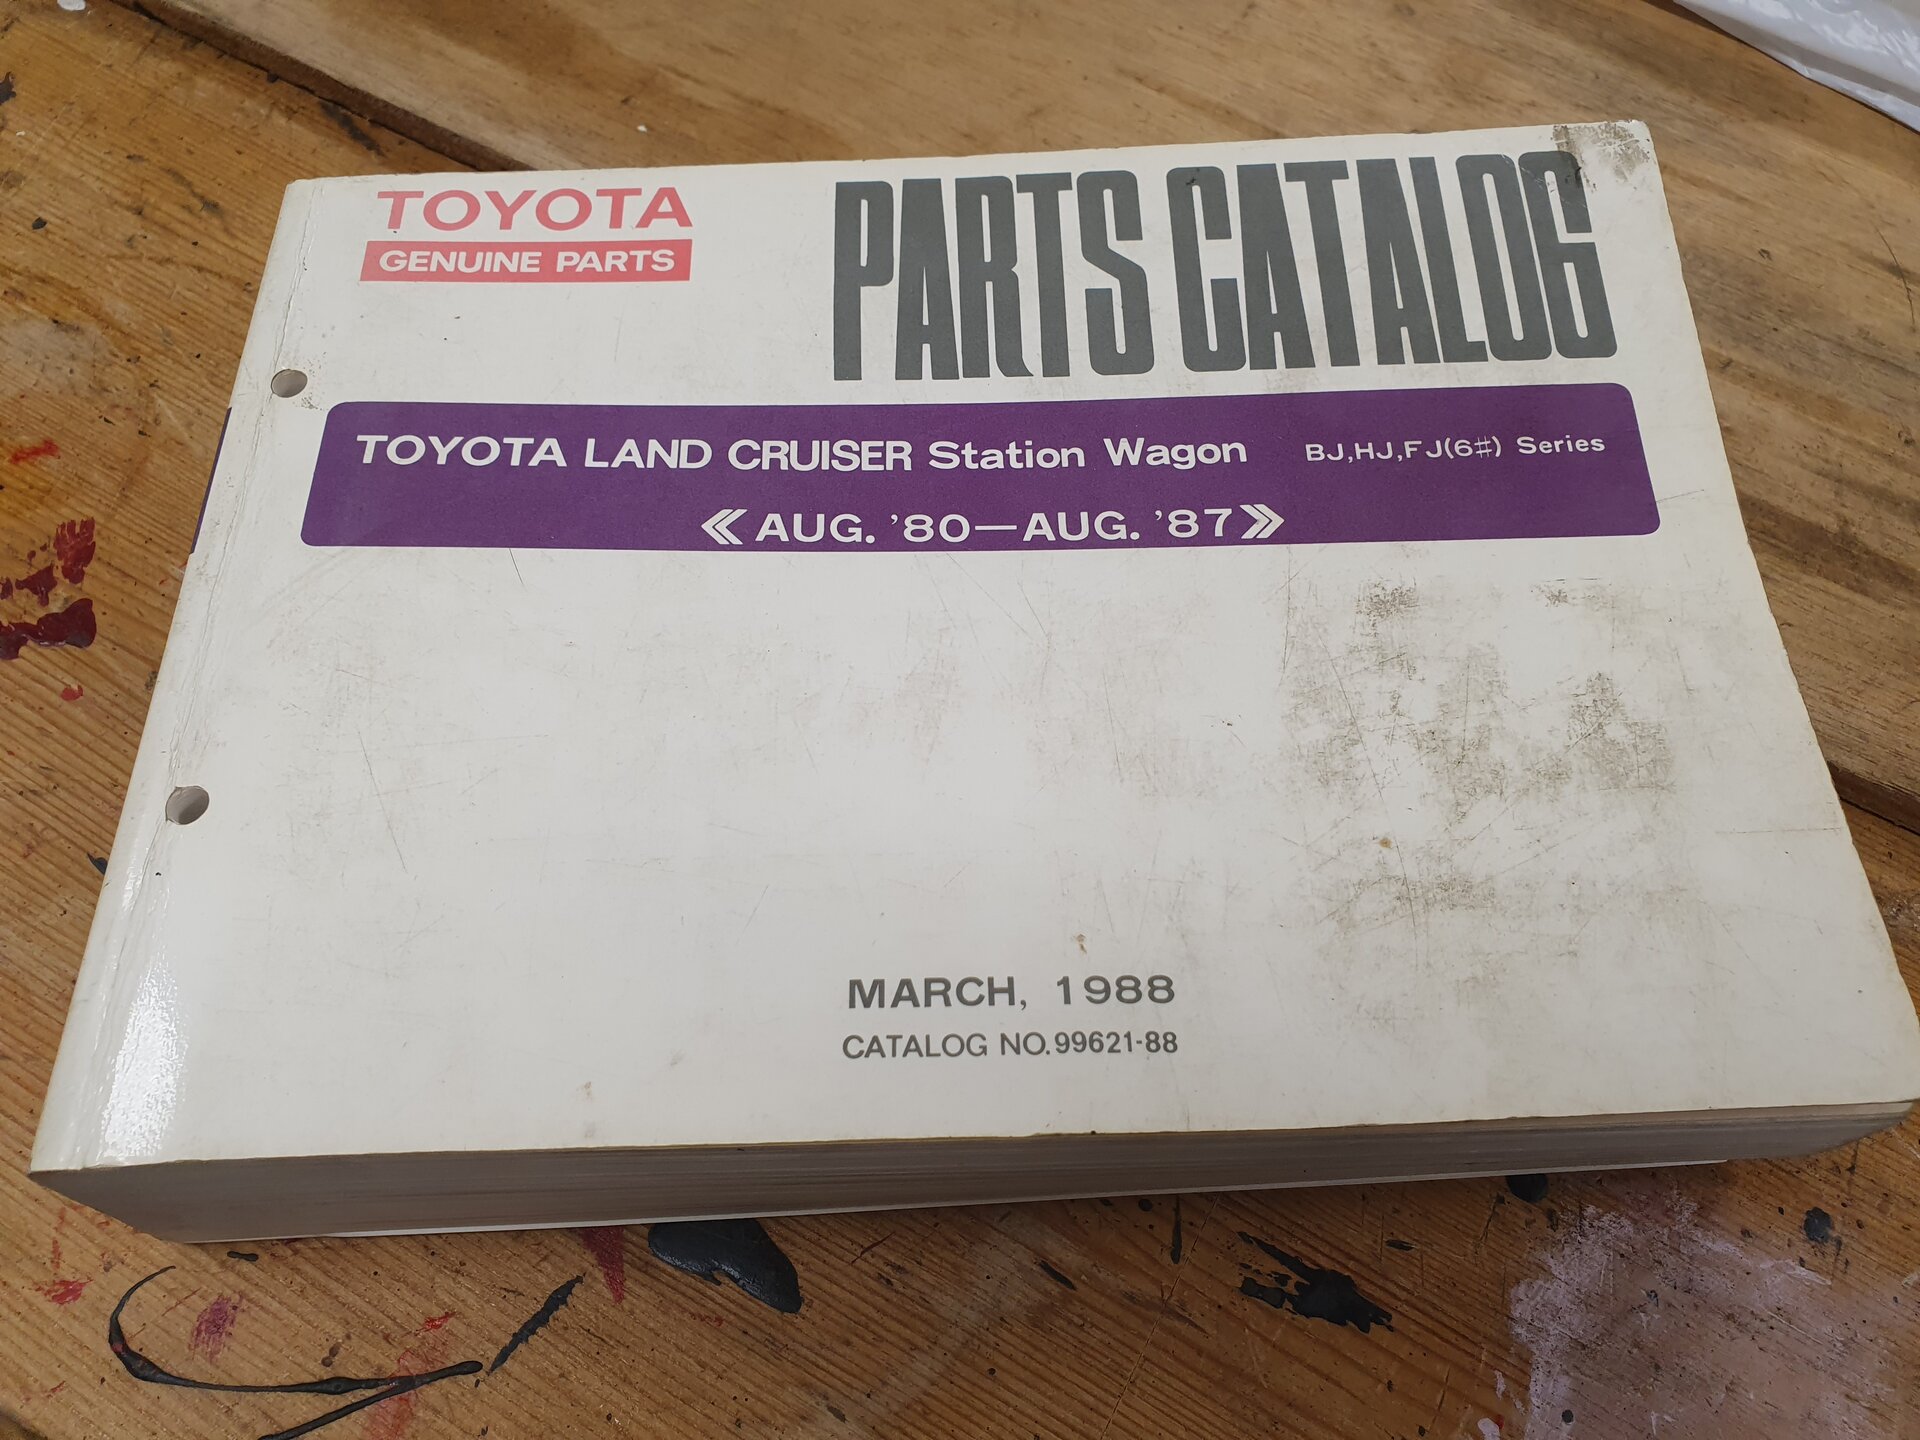 TOYOTA
GENUINE PARTS
PARTS CATALOG
TOYOTA LAND CRUISER Station Wagon BJ,HJ,FJ(6#) Series
≪AUG. '80—AUG. '87≫
MARCH, 1988
CATALOG NO.99621-88